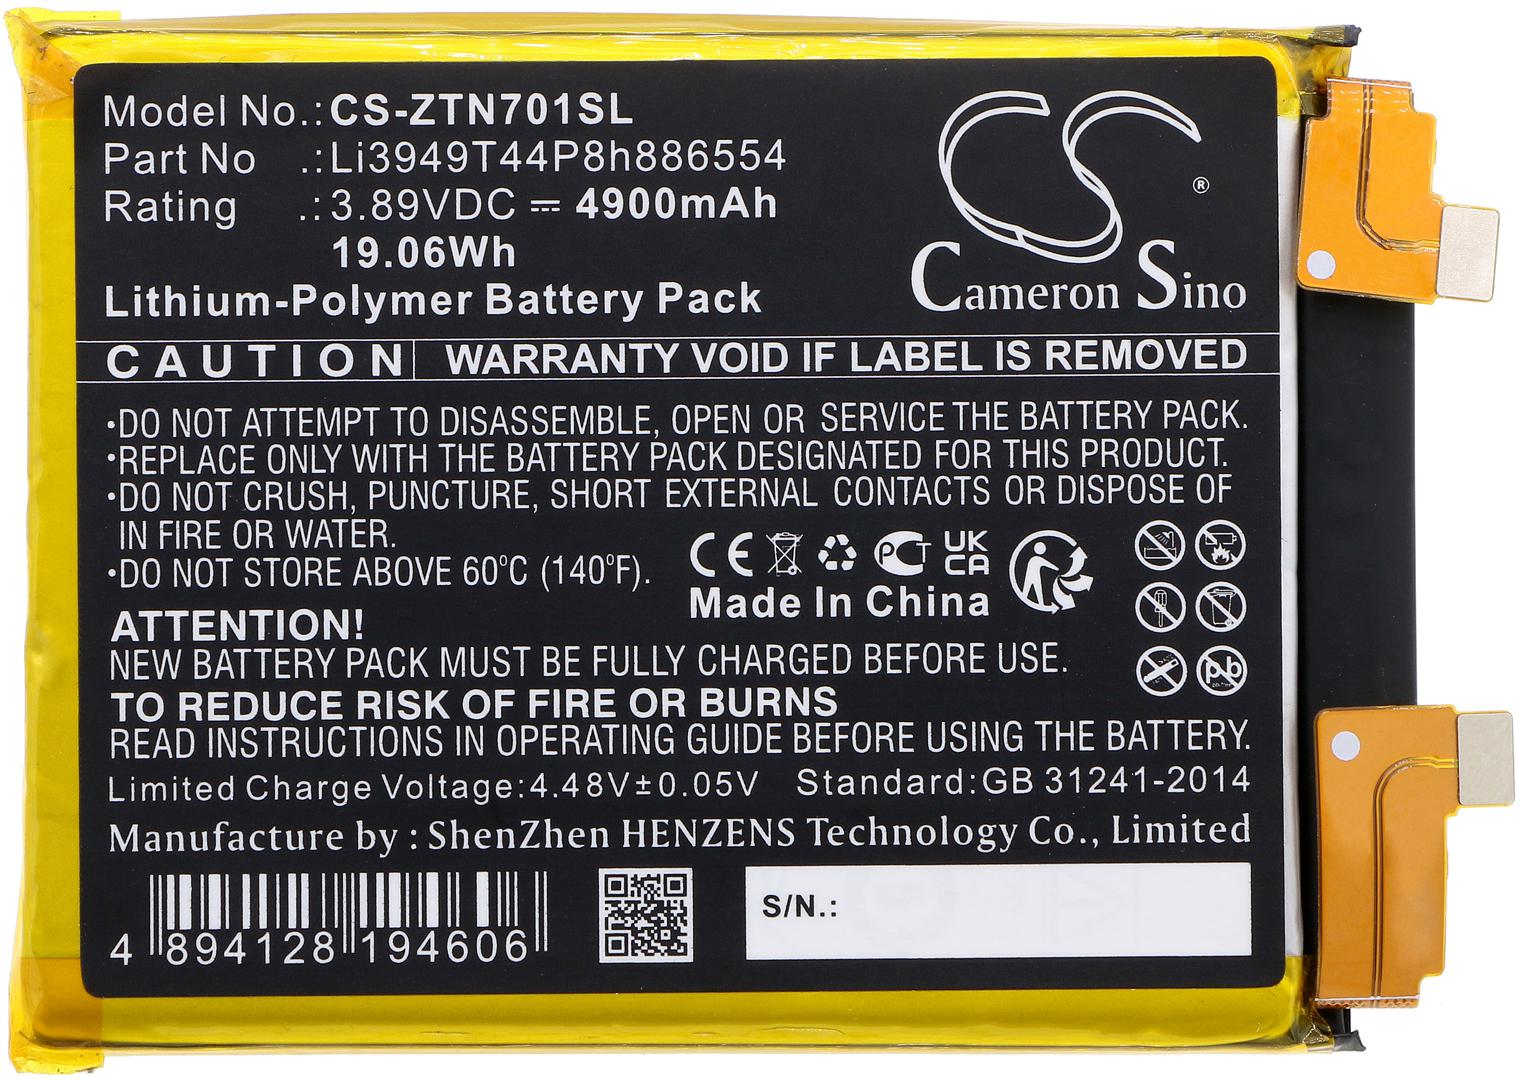 Model No.: CS-ZTN701SL
Part No .: Li3949T44P8h886554
Rating .: 3.89VDC ⎓ 4900mAh
19.06Wh
Lithium-Polymer Battery Pack
Cameron Sino
®
CAUTION
WARRANTY VOID IF LABEL IS REMOVED
•DO NOT ATTEMPT TO DISASSEMBLE, OPEN OR SERVICE THE BATTERY PACK.
•REPLACE ONLY WITH THE BATTERY PACK DESIGNATED FOR THIS PRODUCT.
•DO NOT CRUSH, PUNCTURE, SHORT EXTERNAL CONTACTS OR DISPOSE OF
IN FIRE OR WATER.
•DO NOT STORE ABOVE 60°C (140°F).
CE
PCT
UK
CA
Made In China
Pb
ATTENTION!
NEW BATTERY PACK MUST BE FULLY CHARGED BEFORE USE.
TO REDUCE RISK OF FIRE OR BURNS
READ INSTRUCTIONS IN OPERATING GUIDE BEFORE USING THE BATTERY.
Limited Charge Voltage:4.48V±0.05V Standard:GB 31241-2014
Manufacture by : ShenZhen HENZENS Technology Co., Limited
4 894128 194606
S/N.: